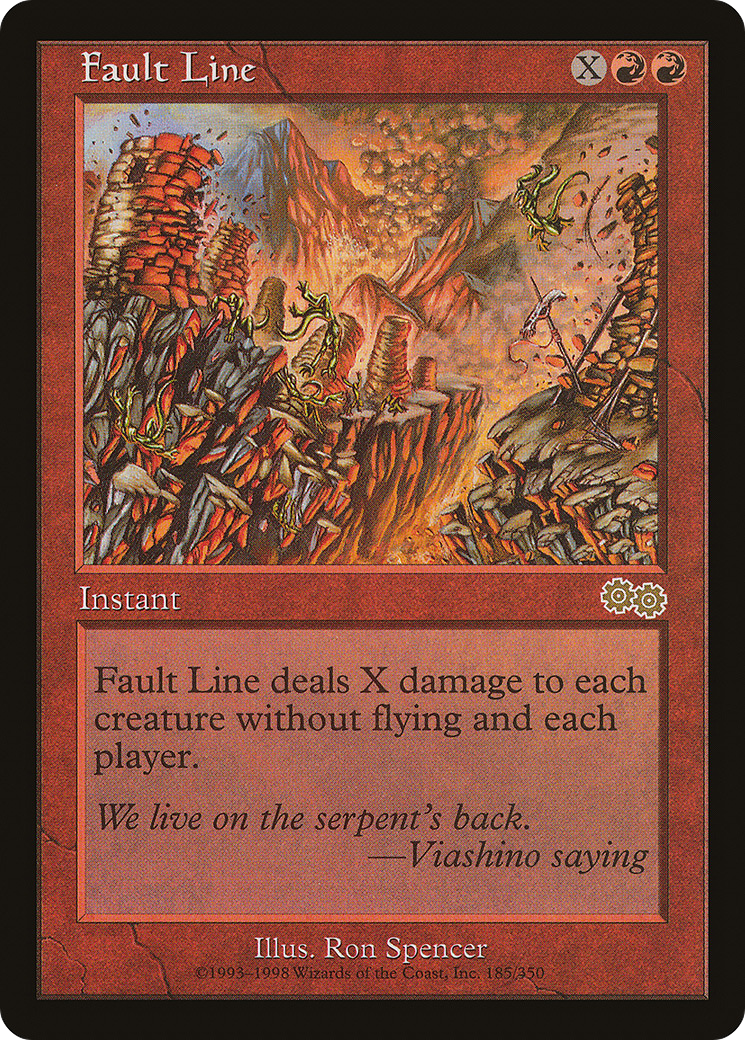 Fault Line
X
Instant
Fault Line deals X damage to each
creature without flying and each
player.
We live on the serpent's back.
—Viashino saying
Illus. Ron Spencer
©1993–1998 Wizards of the Coast, Inc. 185/350